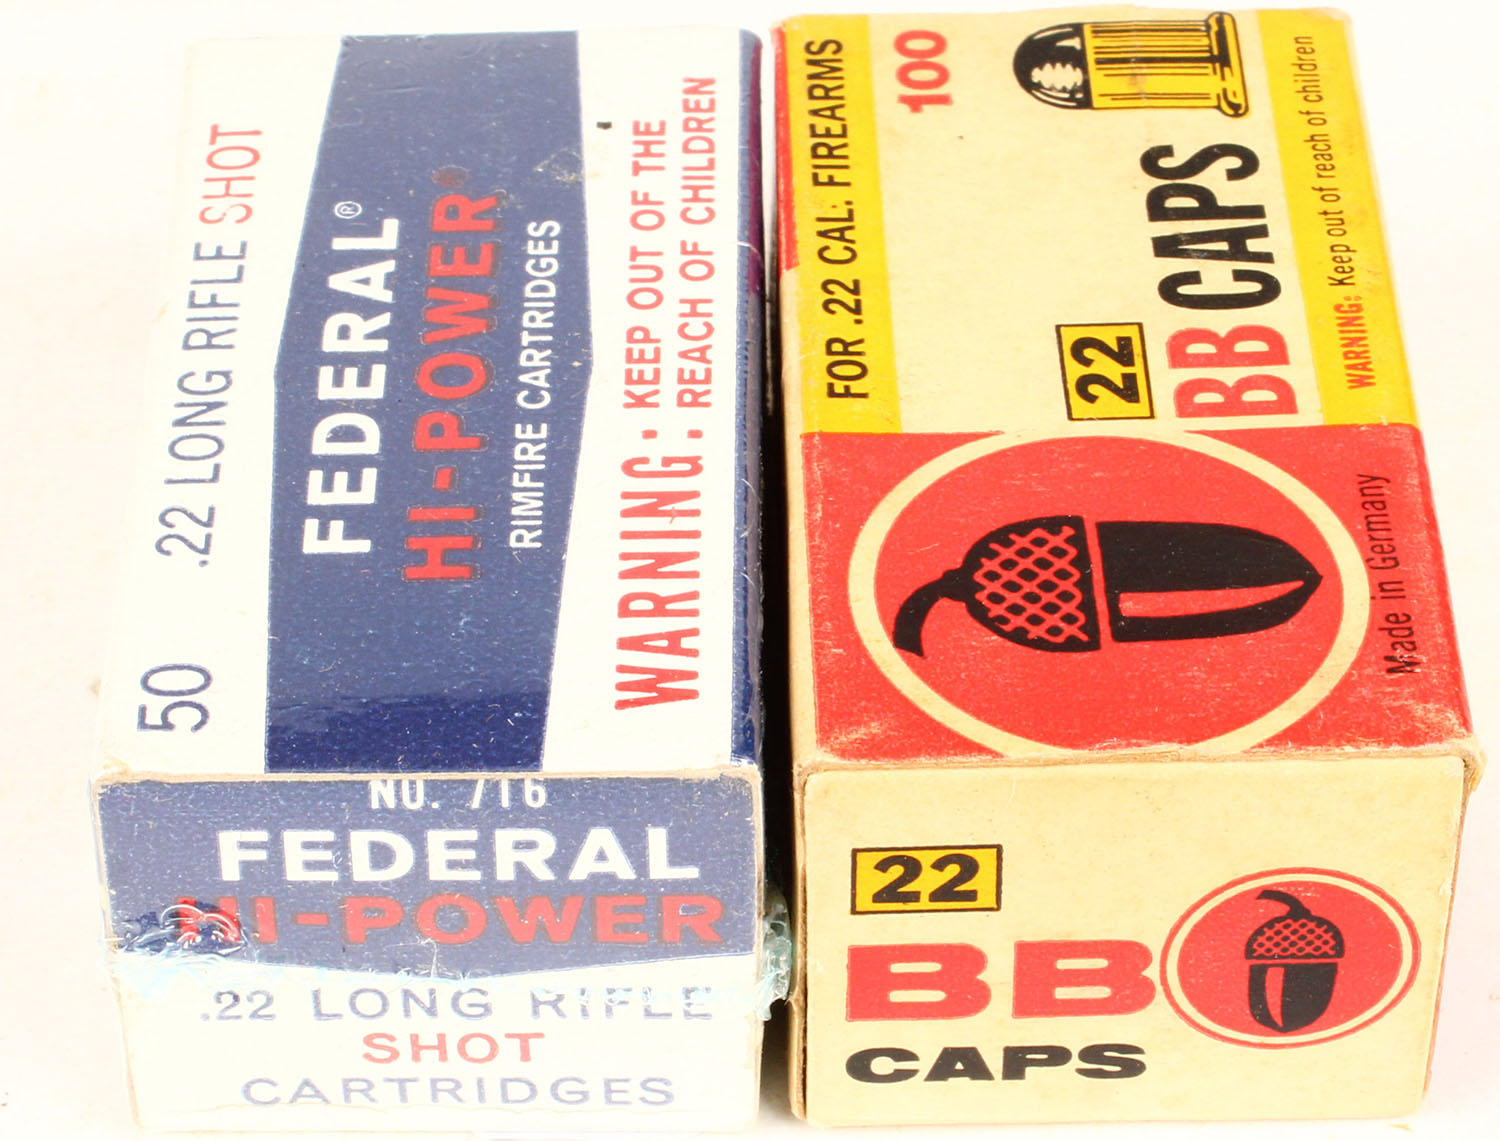 50 .22 LONG RIFLE SHOT
FEDERAL®
HI-POWER®
RIMFIRE CARTRIDGES
WARNING: KEEP OUT OF THE
REACH OF CHILDREN
NO. 716
FEDERAL
HI-POWER
.22 LONG RIFLE
SHOT
CARTRIDGES
FOR .22 CAL. FIREARMS
100
22
BB CAPS
WARNING: Keep out of reach of children
Made in Germany
22
BB
CAPS